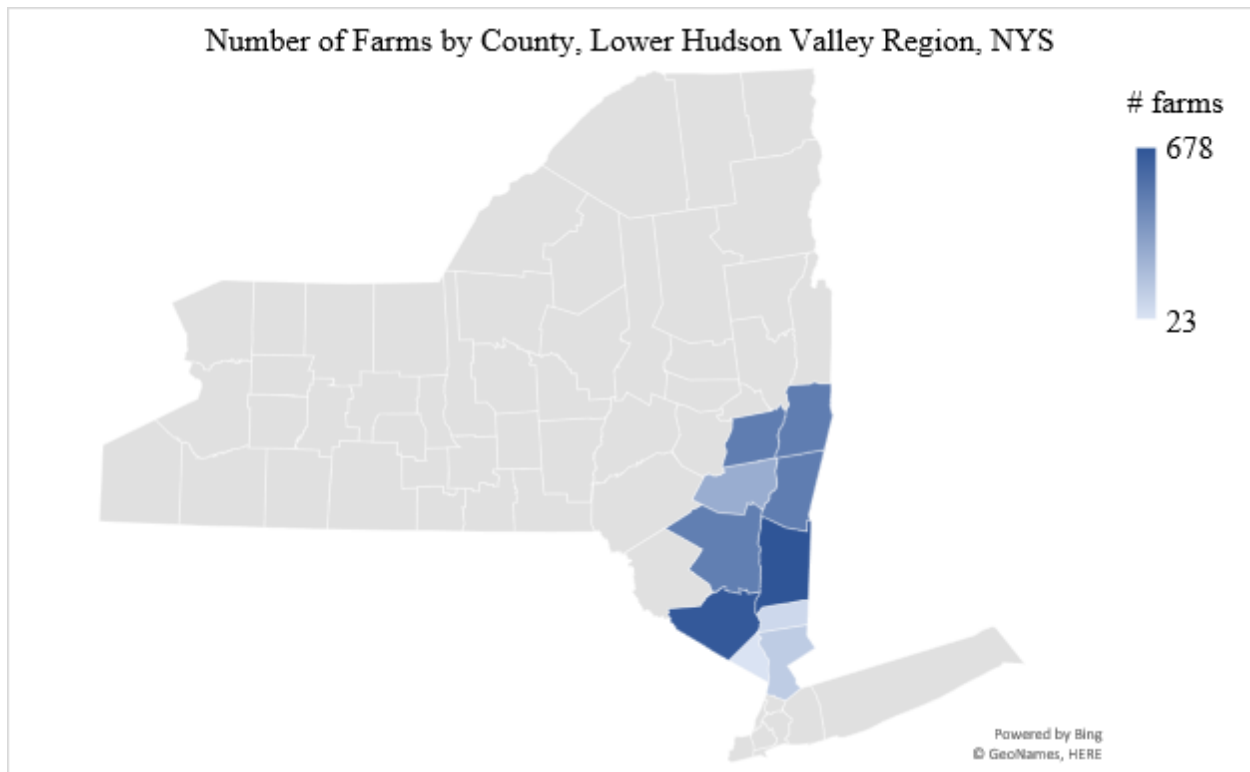 Number of Farms by County, Lower Hudson Valley Region, NYS
# farms
678
23
Powered by Bing
© GeoNames, HERE